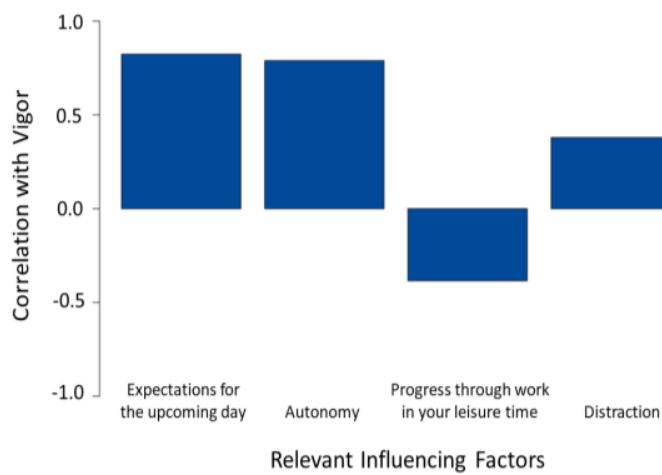 1.0
0.5
0.0
-0.5
-1.0
Correlation with Vigor
Expectations for
the upcoming day
Autonomy
Progress through work
in your leisure time
Distraction
Relevant Influencing Factors